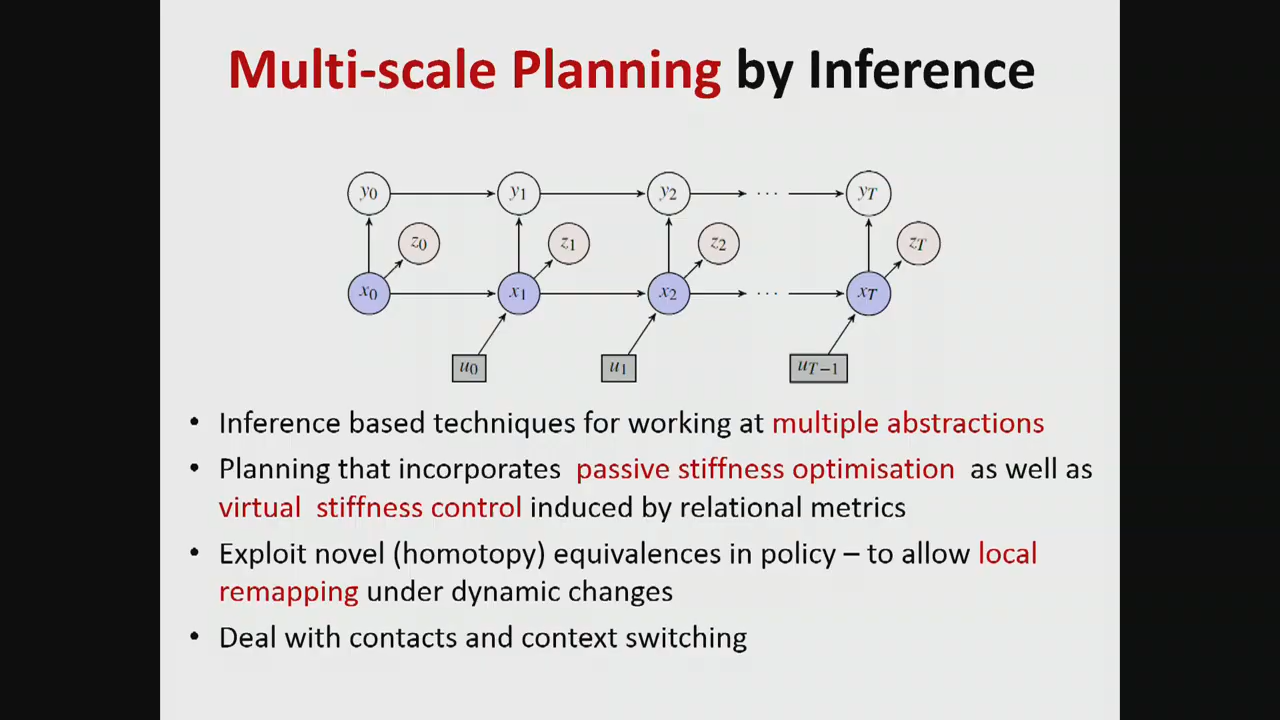 Multi-scale Planning by Inference
y0 y1 y2 ... yT
z0 z1 z2 zT
x0 x1 x2 ... xT
u0 u1 uT−1
• Inference based techniques for working at multiple abstractions
• Planning that incorporates passive stiffness optimisation as well as
virtual stiffness control induced by relational metrics
• Exploit novel (homotopy) equivalences in policy – to allow local
remapping under dynamic changes
• Deal with contacts and context switching